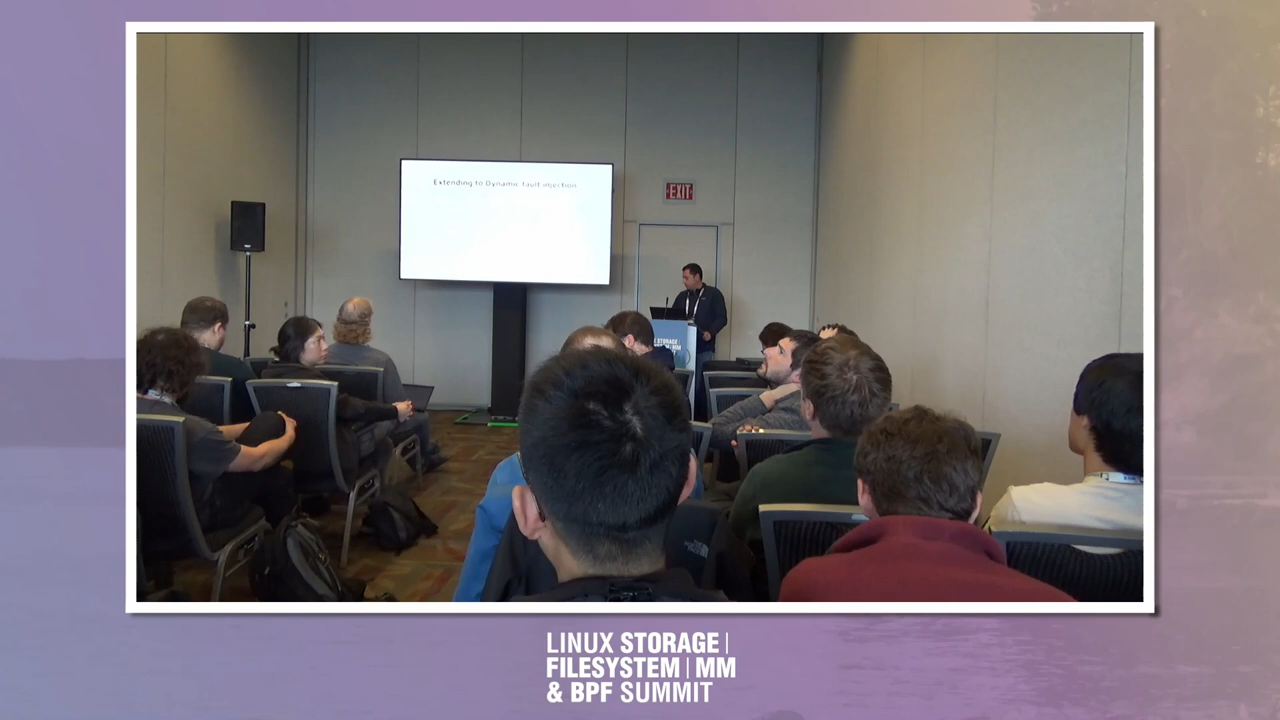 Extending to Dynamic fault injection
EXIT
LINUX STORAGE |
FILESYSTEM | MM
& BPF SUMMIT